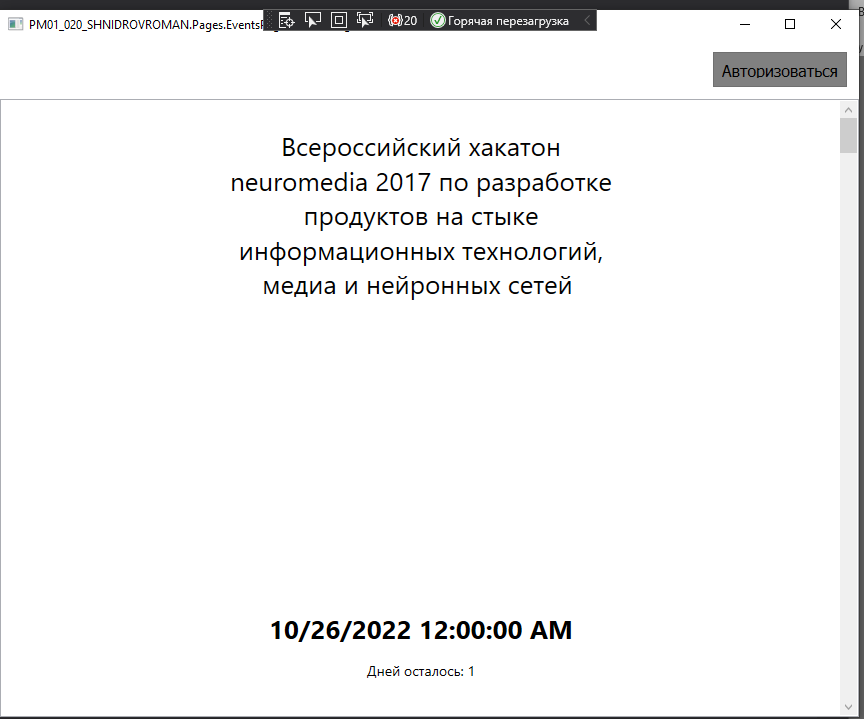 PM01_020_SHNIDROVROMAN.Pages.Events
20
Горячая перезагрузка
Авторизоваться
Всероссийский хакатон
neuromedia 2017 по разработке
продуктов на стыке
информационных технологий,
медиа и нейронных сетей
10/26/2022 12:00:00 AM
Дней осталось: 1